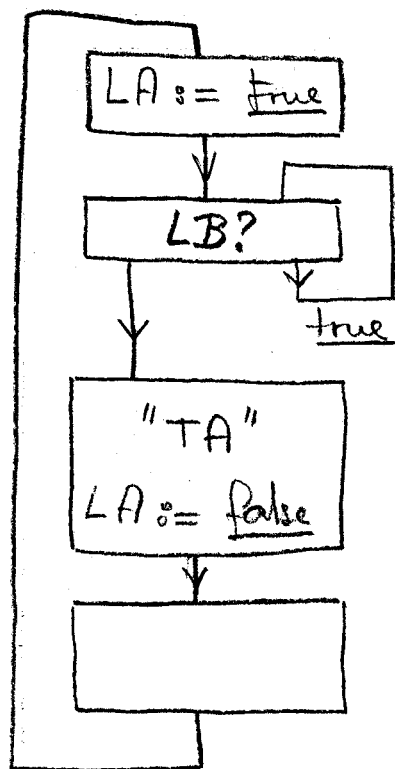 LA := true
LB?
true
"TA"
LA := false